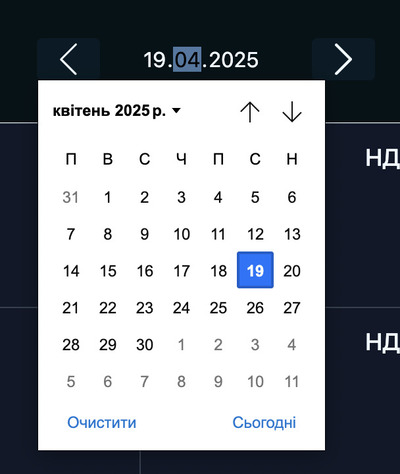 19.04.2025
квітень 2025 р.
П В С Ч П С Н
НД
31 1 2 3 4 5 6
7 8 9 10 11 12 13
14 15 16 17 18 19 20
21 22 23 24 25 26 27
28 29 30 1 2 3 4
НД
5 6 7 8 9 10 11
Очистити Сьогодні